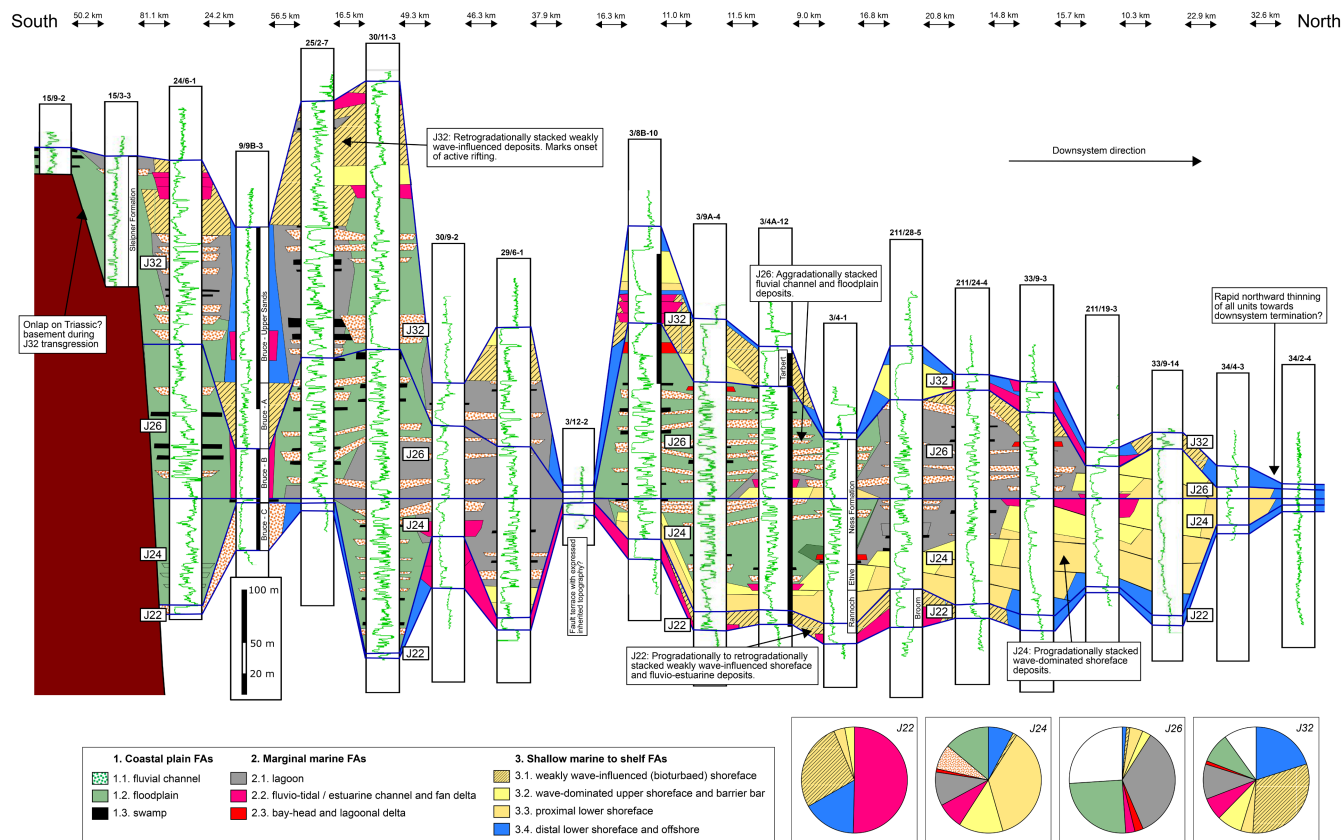 South
50.2 km
81.1 km
24.2 km
56.5 km
16.5 km
49.3 km
46.3 km
37.9 km
16.3 km
11.0 km
11.5 km
9.0 km
16.8 km
20.8 km
14.8 km
15.7 km
10.3 km
22.9 km
32.6 km
North
15/9-2
15/3-3
24/6-1
9/9B-3
25/2-7
30/11-3
30/9-2
29/6-1
3/12-2
3/8B-10
3/9A-4
3/4A-12
3/4-1
211/28-5
211/24-4
33/9-3
211/19-3
33/9-14
34/4-3
34/2-4
J32: Retrogradationally stacked weakly
wave-influenced deposits. Marks onset
of active rifting.
Downsystem direction
J26: Aggradationally stacked
fluvial channel and floodplain
deposits.
Rapid northward thinning
of all units towards
downsystem termination?
Onlap on Triassic?
basement during
J32 transgression
Sleipner Formation
Bruce - Upper Sands
Bruce - A
Bruce - B
Bruce - C
Tarbert
Ness Formation
Etive
Rannoch
Broom
Fault terrace with expressed
inherited topography?
J32
J26
J24
J22
J32
J26
J24
J22
J32
J26
J24
J22
J32
J26
J24
J22
J32
J26
J24
J22
100 m
50 m
20 m
J22: Progradationally to retrogradationally
stacked weakly wave-influenced shoreface
and fluvio-estuarine deposits.
J24: Progradationally stacked
wave-dominated shoreface
deposits.
1. Coastal plain FAs
1.1. fluvial channel
1.2. floodplain
1.3. swamp
2. Marginal marine FAs
2.1. lagoon
2.2. fluvio-tidal / estuarine channel and fan delta
2.3. bay-head and lagoonal delta
3. Shallow marine to shelf FAs
3.1. weakly wave-influenced (bioturbaed) shoreface
3.2. wave-dominated upper shoreface and barrier bar
3.3. proximal lower shoreface
3.4. distal lower shoreface and offshore
J22
J24
J26
J32